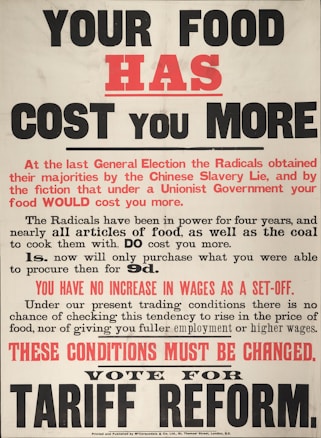 YOUR FOOD
HAS
COST YOU MORE
At the last General Election the Radicals obtained
their majorities by the Chinese Slavery Lie, and by
the fiction that under a Unionist Government your
food WOULD cost you more.
The Radicals have been in power for four years, and
nearly all articles of food, as well as the coal
to cook them with, DO cost you more.
1s. now will only purchase what you were able
to procure then for 9d.
YOU HAVE NO INCREASE IN WAGES AS A SET-OFF.
Under our present trading conditions there is no
chance of checking this tendency to rise in the price of
food, nor of giving you fuller employment or higher wages.
THESE CONDITIONS MUST BE CHANGED.
VOTE FOR
TARIFF REFORM.
Printed and Published by